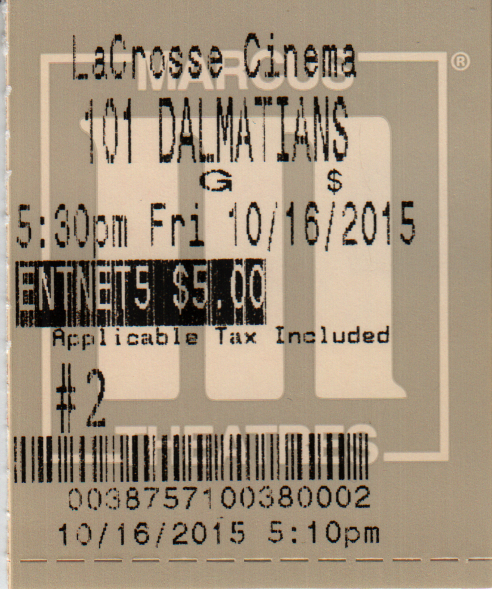 LaCrosse Cinema
MARCUS ®
101 DALMATIANS
G $
5:30pm Fri 10/16/2015
ENTNET5 $5.00
Applicable Tax Included
#2
THEATRES
0038757100380002
10/16/2015 5:10pm